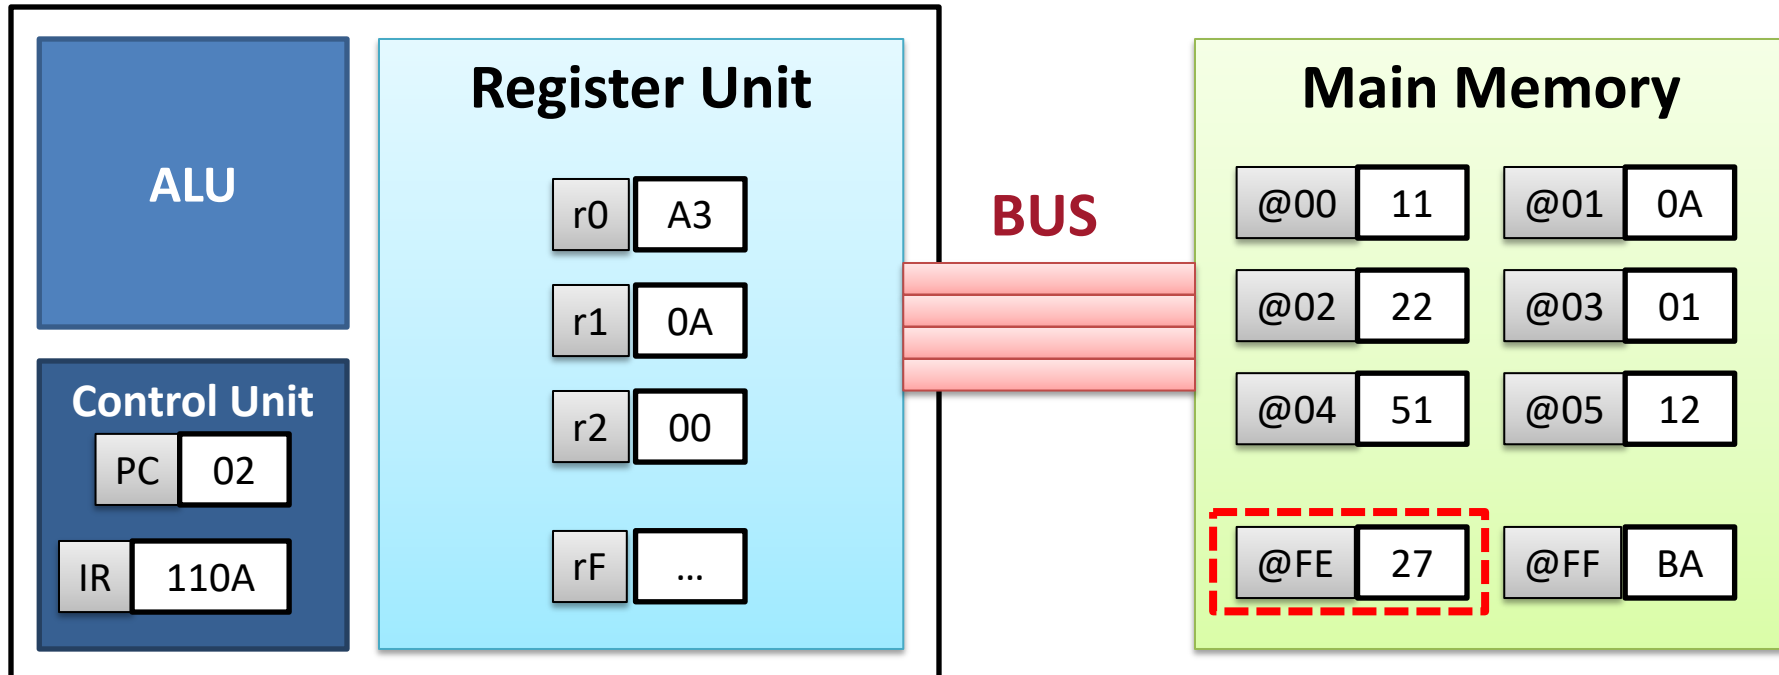 ALU
Control Unit
PC 02
IR 110A
Register Unit
r0 A3
r1 0A
r2 00
rF ...
BUS
Main Memory
@00 11 @01 0A
@02 22 @03 01
@04 51 @05 12
@FE 27 @FF BA